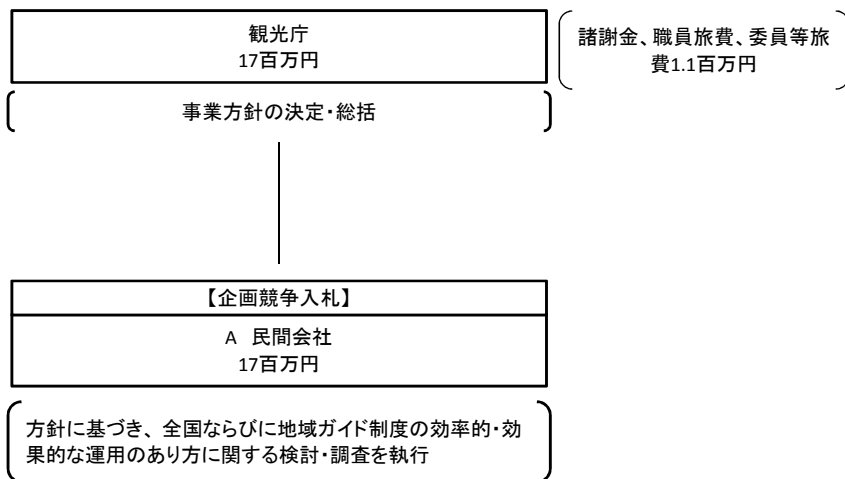 観光庁
17百万円
諸謝金、職員旅費、委員等旅
費1.1百万円
事業方針の決定・総括
【企画競争入札】
A 民間会社
17百万円
方針に基づき、全国ならびに地域ガイド制度の効率的・効
果的な運用のあり方に関する検討・調査を執行